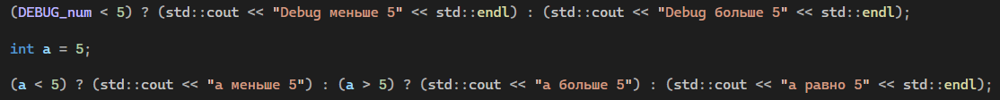 (DEBUG_num < 5) ? (std::cout << "Debug меньше 5" << std::endl) : (std::cout << "Debug больше 5" << std::endl);
int a = 5;
(a < 5) ? (std::cout << "a меньше 5") : (a > 5) ? (std::cout << "a больше 5") : (std::cout << "a равно 5" << std::endl);